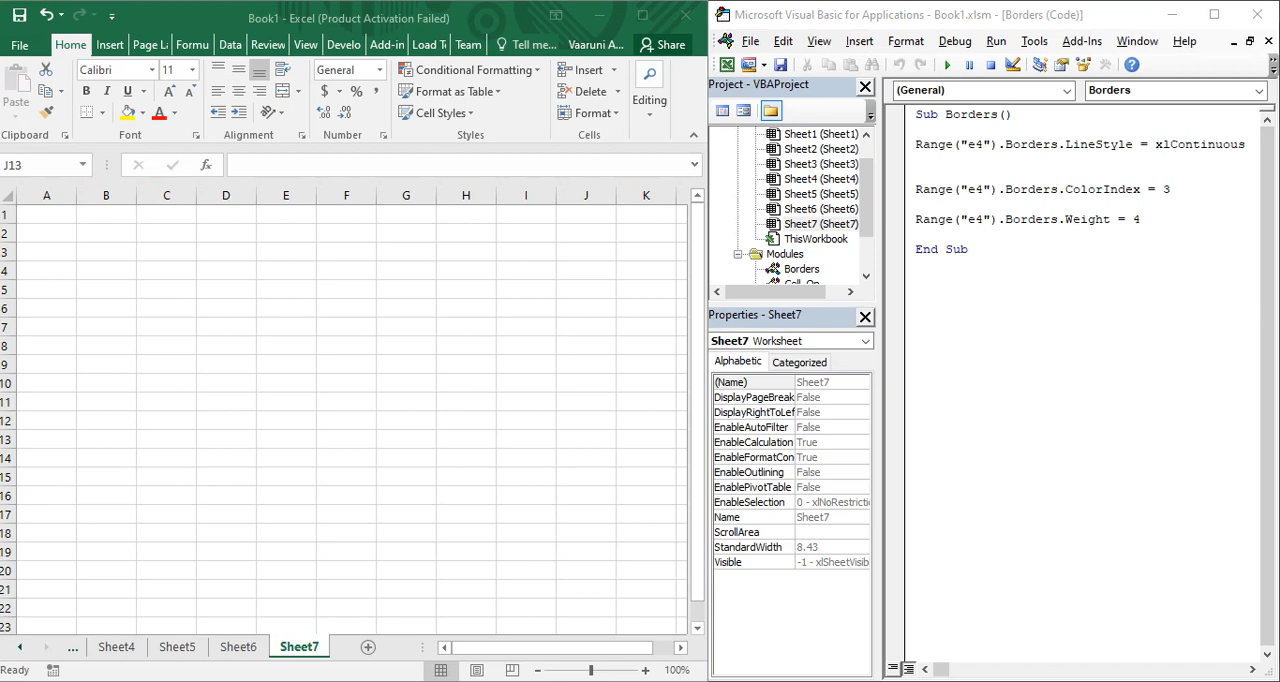 Book1 - Excel (Product Activation Failed)
File Home Insert Page L Formu Data Review View Develo Add-in Load T Team Tell me... Vaaruni A... Share
Paste
Clipboard
Calibri 11
B I U
Font
Alignment
General
$ % ,
Number
Conditional Formatting
Format as Table
Cell Styles
Styles
Insert
Delete
Format
Cells
Editing
J13 fx
A B C D E F G H I J K
1
2
3
4
5
6
7
8
9
10
11
12
13
14
15
16
17
18
19
20
21
22
23
... Sheet4 Sheet5 Sheet6 Sheet7
Ready 100%
Microsoft Visual Basic for Applications - Book1.xlsm - [Borders (Code)]
File Edit View Insert Format Debug Run Tools Add-Ins Window Help
Project - VBAProject
Sheet1 (Sheet1)
Sheet2 (Sheet2)
Sheet3 (Sheet3)
Sheet4 (Sheet4)
Sheet5 (Sheet5)
Sheet6 (Sheet6)
Sheet7 (Sheet7)
ThisWorkbook
Modules
Borders
Properties - Sheet7
Sheet7 Worksheet
Alphabetic Categorized
(Name) Sheet7
DisplayPageBreak False
DisplayRightToLef False
EnableAutoFilter False
EnableCalculation True
EnableFormatCon True
EnableOutlining False
EnablePivotTable False
EnableSelection 0 - xlNoRestricti
Name Sheet7
ScrollArea
StandardWidth 8.43
Visible -1 - xlSheetVisib
(General) Borders
Sub Borders()
Range("e4").Borders.LineStyle = xlContinuous
Range("e4").Borders.ColorIndex = 3
Range("e4").Borders.Weight = 4
End Sub